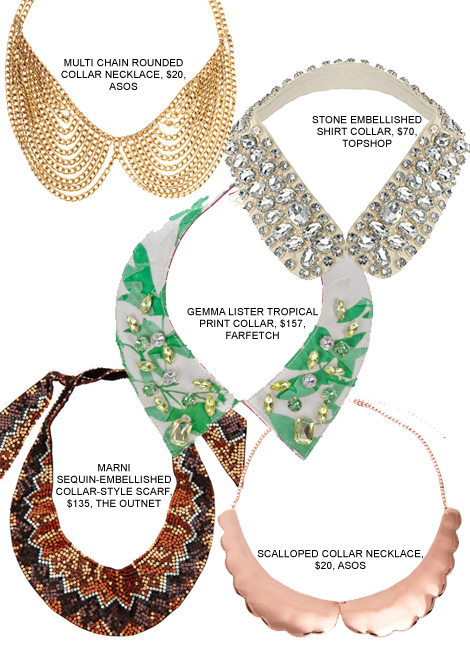 MULTI CHAIN ROUNDED
COLLAR NECKLACE, $20,
ASOS
STONE EMBELLISHED
SHIRT COLLAR, $70,
TOPSHOP
GEMMA LISTER TROPICAL
PRINT COLLAR, $157,
FARFETCH
MARNI
SEQUIN-EMBELLISHED
COLLAR-STYLE SCARF,
$135, THE OUTNET
SCALLOPED COLLAR NECKLACE,
$20, ASOS